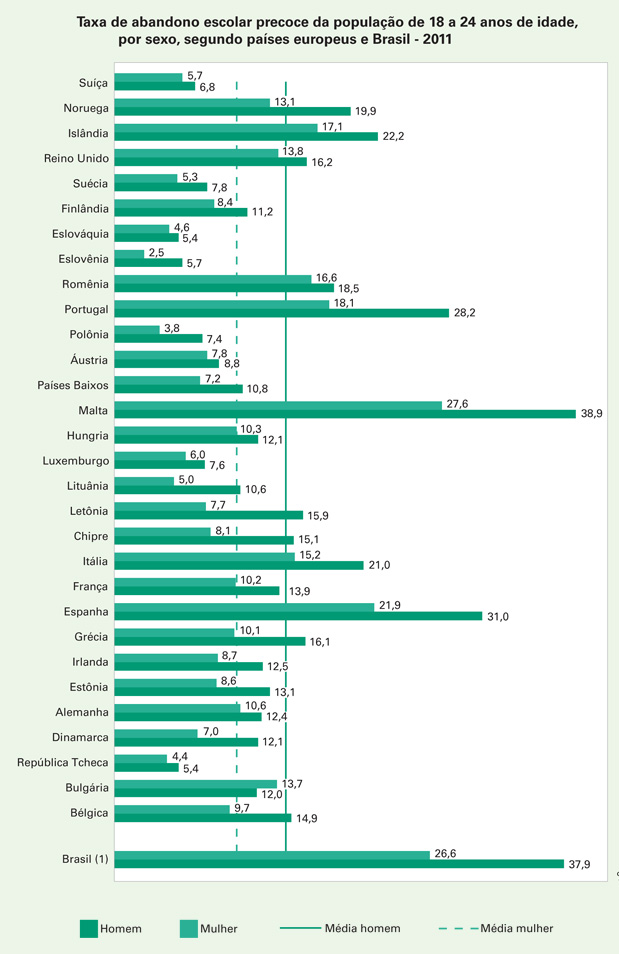 Taxa de abandono escolar precoce da população de 18 a 24 anos de idade,
por sexo, segundo países europeus e Brasil - 2011
Suíça 5,7
6,8
Noruega 13,1
19,9
Islândia 17,1
22,2
Reino Unido 13,8
16,2
Suécia 5,3
7,8
Finlândia 8,4
11,2
Eslováquia 4,6
5,4
Eslovênia 2,5
5,7
Romênia 16,6
18,5
Portugal 18,1
28,2
Polônia 3,8
7,4
Áustria 7,8
8,8
Países Baixos 7,2
10,8
Malta 27,6
38,9
Hungria 10,3
12,1
Luxemburgo 6,0
7,6
Lituânia 5,0
10,6
Letônia 7,7
15,9
Chipre 8,1
15,1
Itália 15,2
21,0
França 10,2
13,9
Espanha 21,9
31,0
Grécia 10,1
16,1
Irlanda 8,7
12,5
Estônia 8,6
13,1
Alemanha 10,6
12,4
Dinamarca 7,0
12,1
República Tcheca 4,4
5,4
Bulgária 13,7
12,0
Bélgica 9,7
14,9
Brasil (1) 26,6
37,9
Homem Mulher Média homem Média mulher